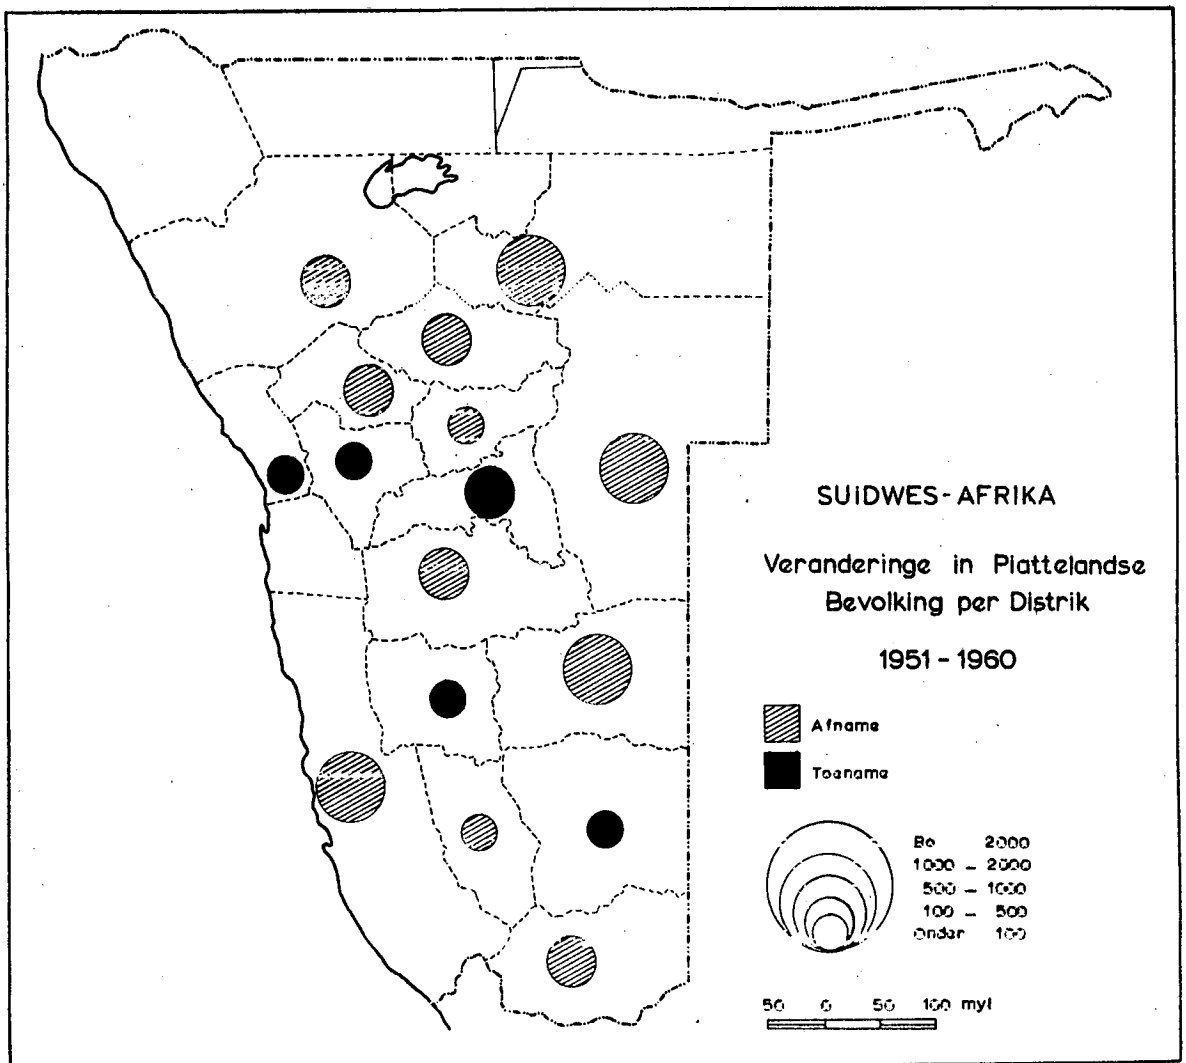 SUIDWES-AFRIKA
Veranderinge in Plattelandse
Bevolking per Distrik
1951 - 1960
Afname
Toename
Bo 2000
1000 - 2000
500 - 1000
100 - 500
Onder 100
50 0 50 100 myl